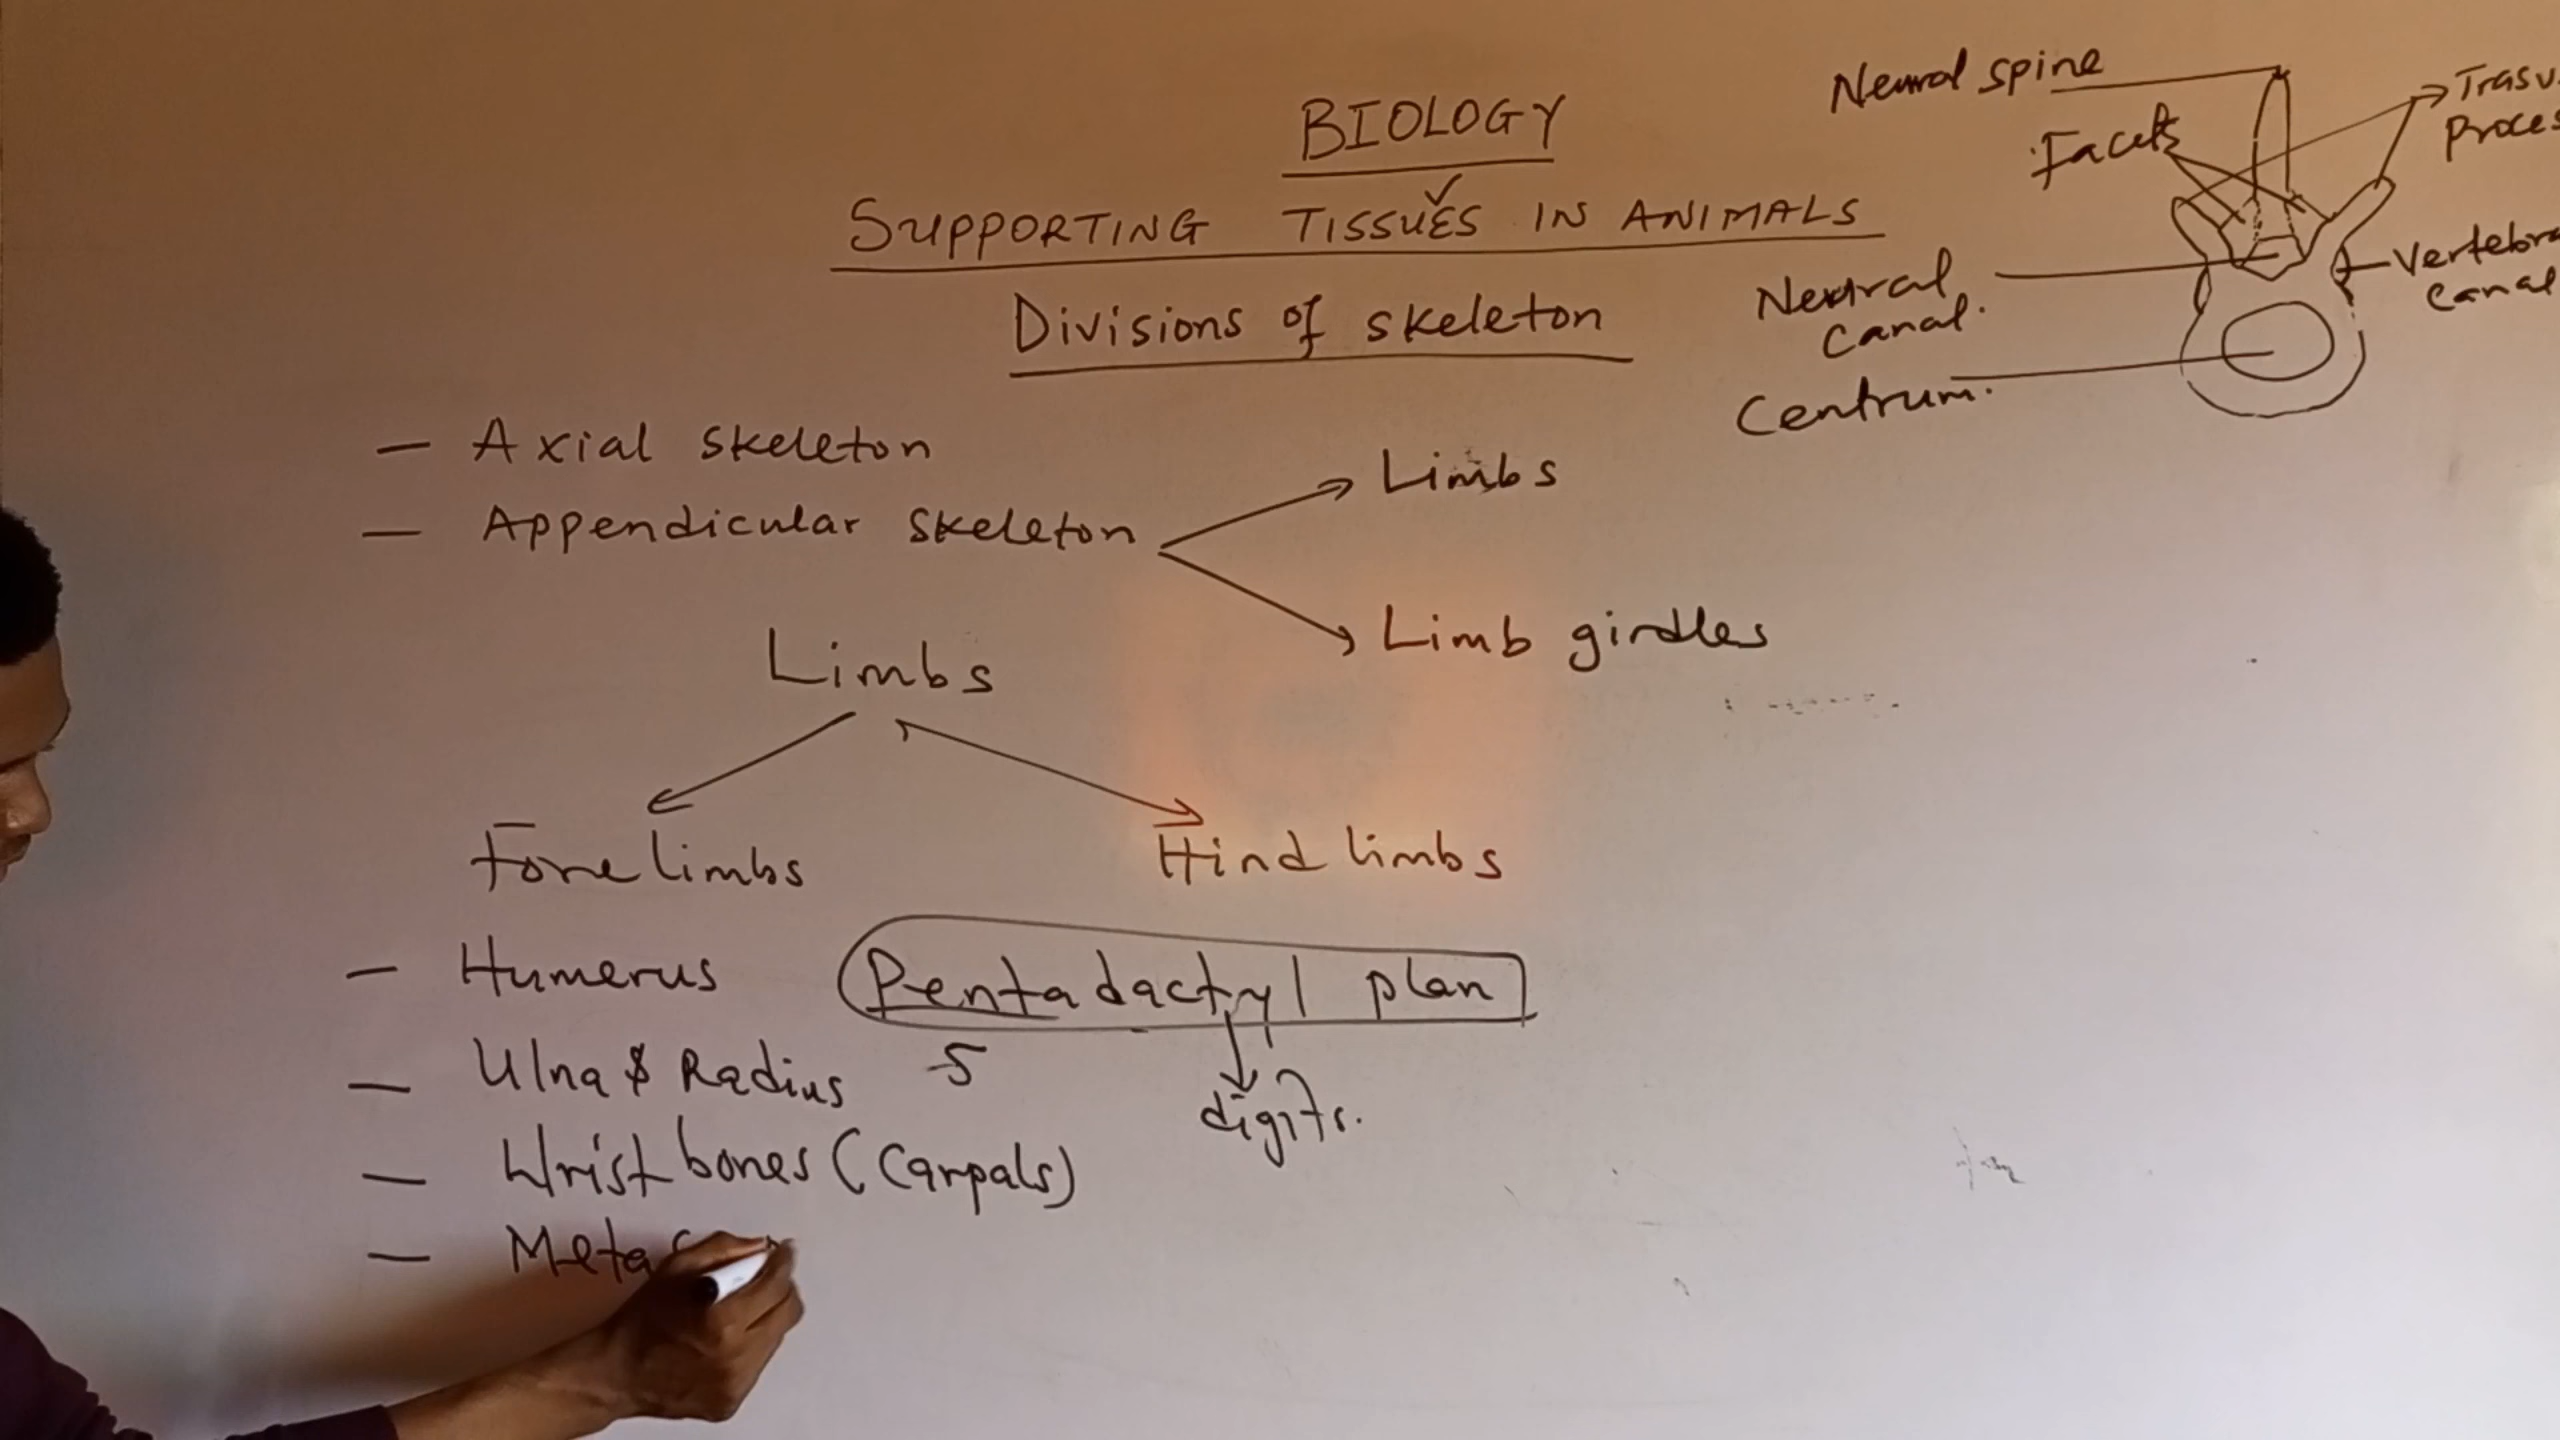 BIOLOGY
SUPPORTING TISSUES IN ANIMALS
Divisions of skeleton
— Axial skeleton
— Appendicular skeleton
Limbs
Limb girdles
Limbs
Fore limbs
Hind limbs
— Humerus
Pentadactyl plan
— Ulna & Radius
5
digits.
— Wrist bones (Carpals)
— Meta
Neural spine
Facets
Trasv
Proces
Neural
Canal.
Vertebra
Canal
Centrum.